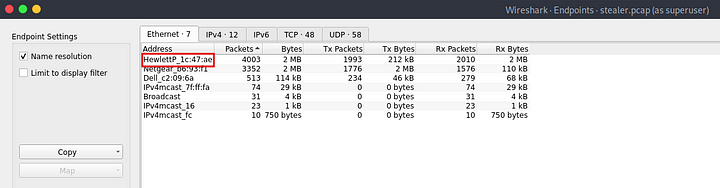 Wireshark · Endpoints · stealer.pcap (as superuser)
Endpoint Settings
Name resolution
Limit to display filter
Copy
Map
Ethernet · 7 IPv4 · 12 IPv6 TCP · 48 UDP · 58
Address Packets Bytes Tx Packets Tx Bytes Rx Packets Rx Bytes
HewlettP_1c:47:ae 4003 2 MB 1993 212 kB 2010 2 MB
Netgear_b6:93:f1 3352 2 MB 1776 2 MB 1576 110 kB
Dell_c2:09:6a 513 114 kB 234 46 kB 279 68 kB
IPv4mcast_7f:ff:fa 74 29 kB 0 0 bytes 74 29 kB
Broadcast 31 4 kB 0 0 bytes 31 4 kB
IPv4mcast_16 23 1 kB 0 0 bytes 23 1 kB
IPv4mcast_fc 10 750 bytes 0 0 bytes 10 750 bytes